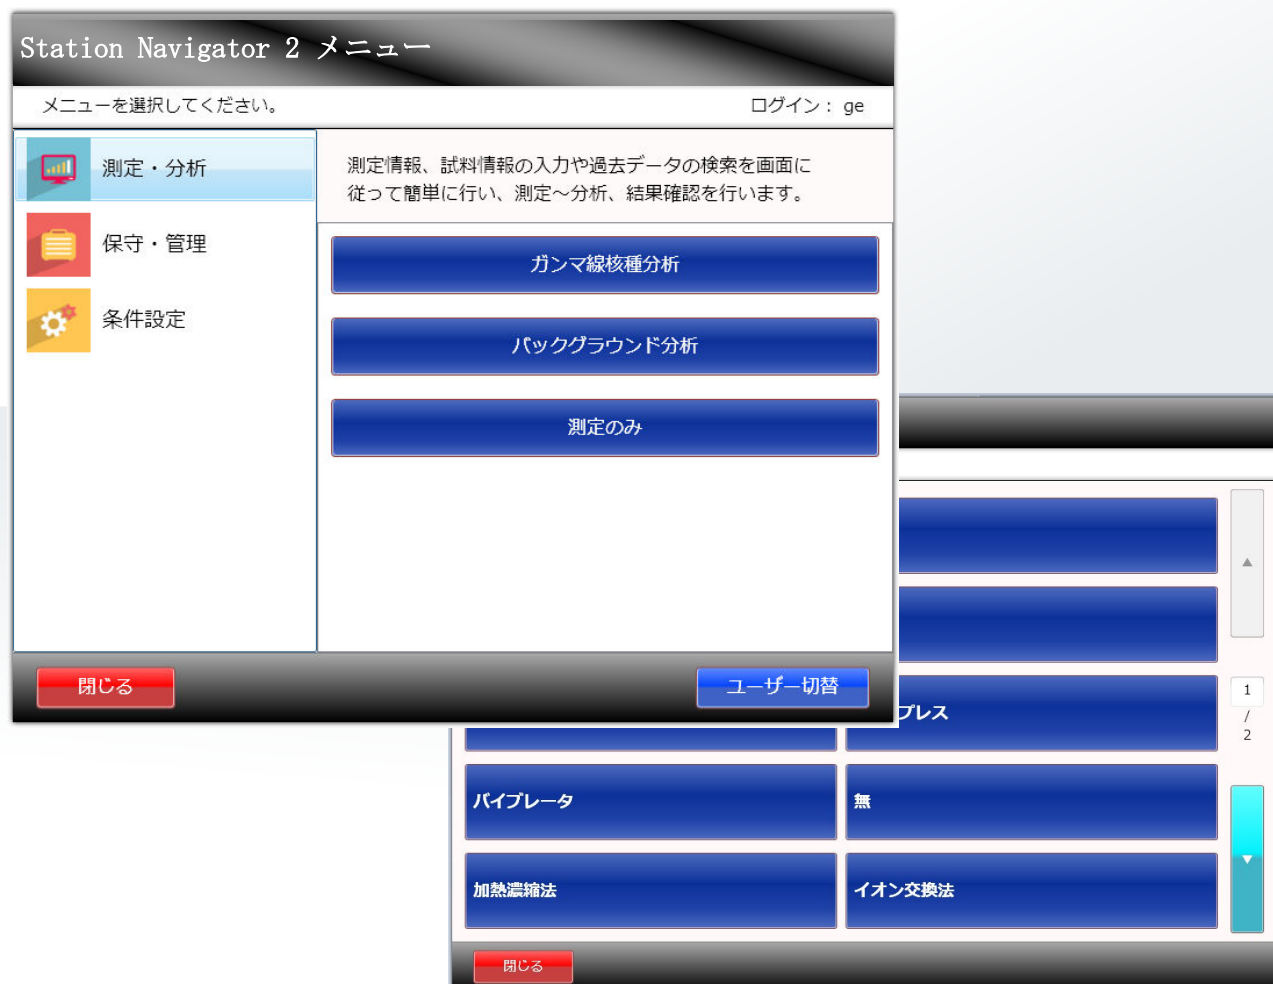 Station Navigator 2 メニュー
メニューを選択してください。
ログイン： ge
測定・分析
保守・管理
条件設定
測定情報、試料情報の入力や過去データの検索を画面に
従って簡単に行い、測定～分析、結果確認を行います。
ガンマ線核種分析
バックグラウンド分析
測定のみ
閉じる
ユーザー切替
プレス
1
/
2
バイブレータ
無
加熱濃縮法
イオン交換法
閉じる